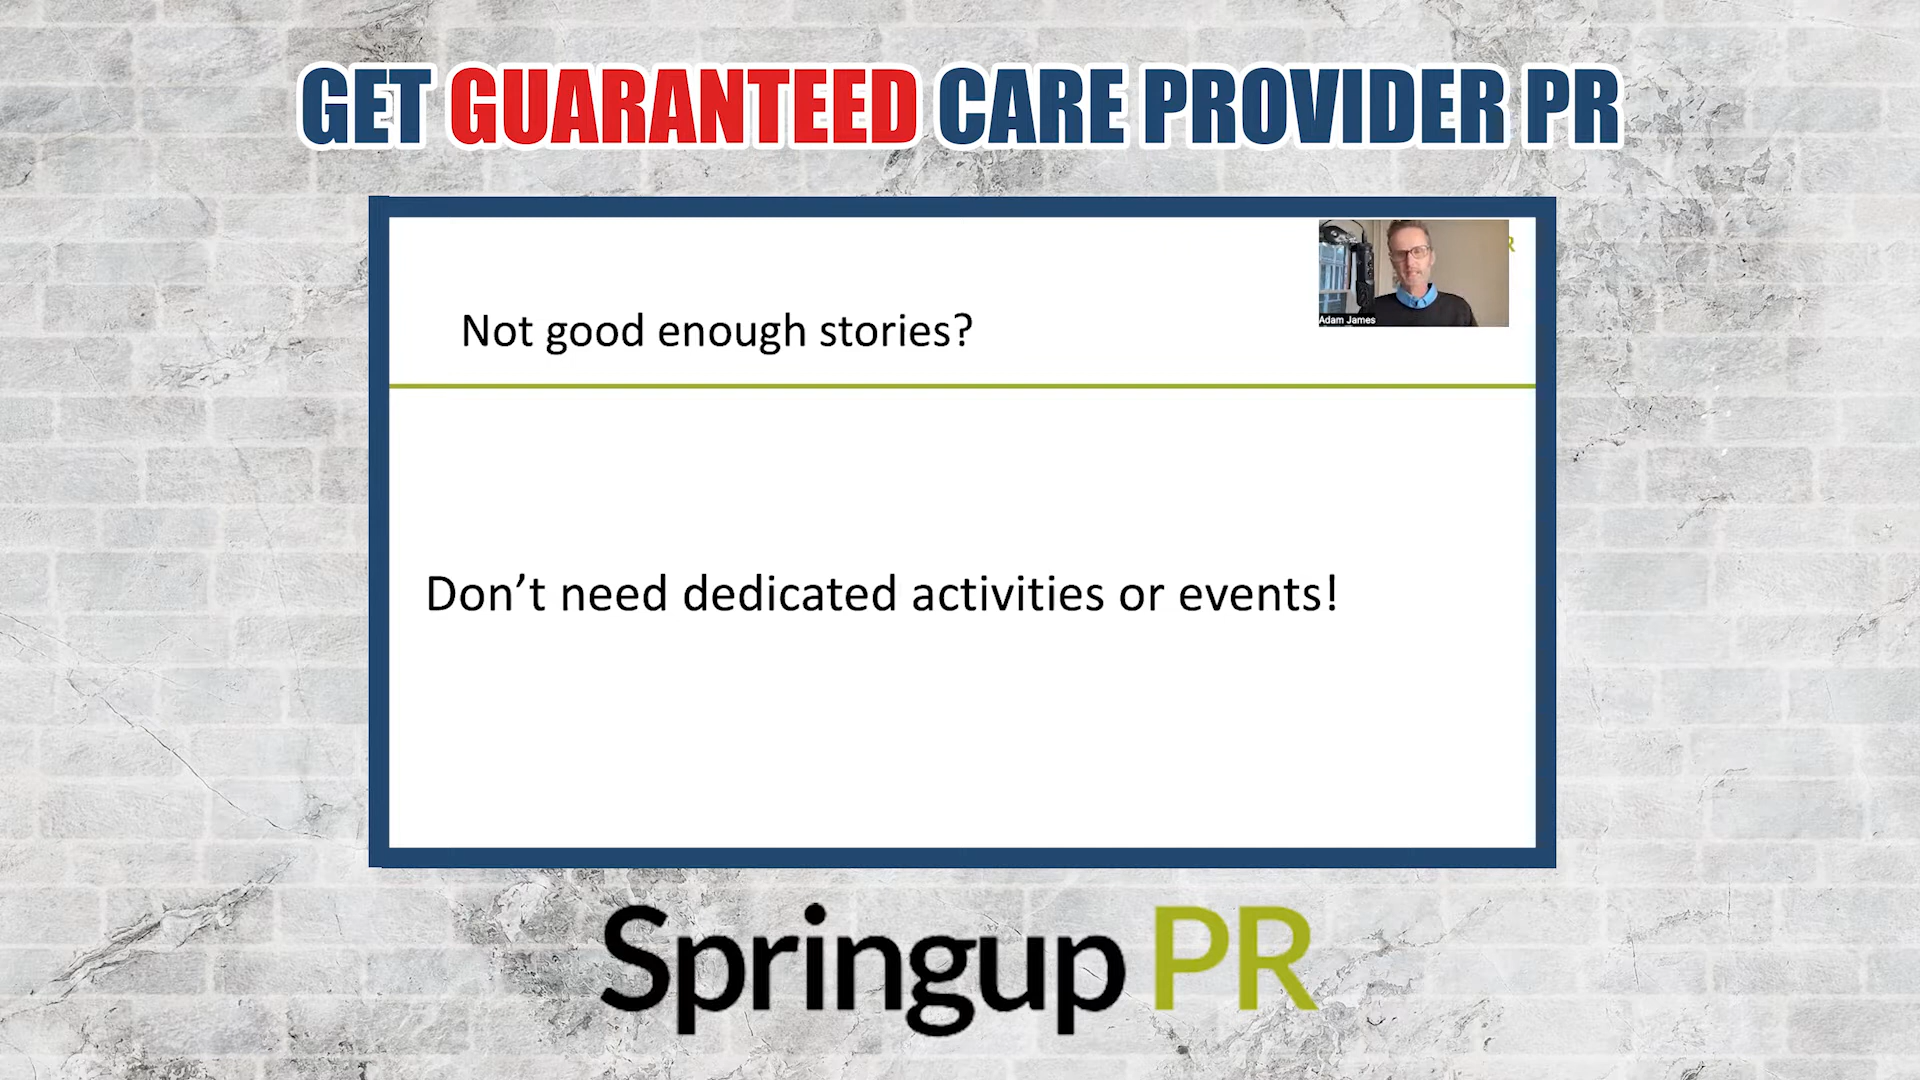 GET GUARANTEED CARE PROVIDER PR
R
Adam James
Not good enough stories?
Don’t need dedicated activities or events!
Springup PR